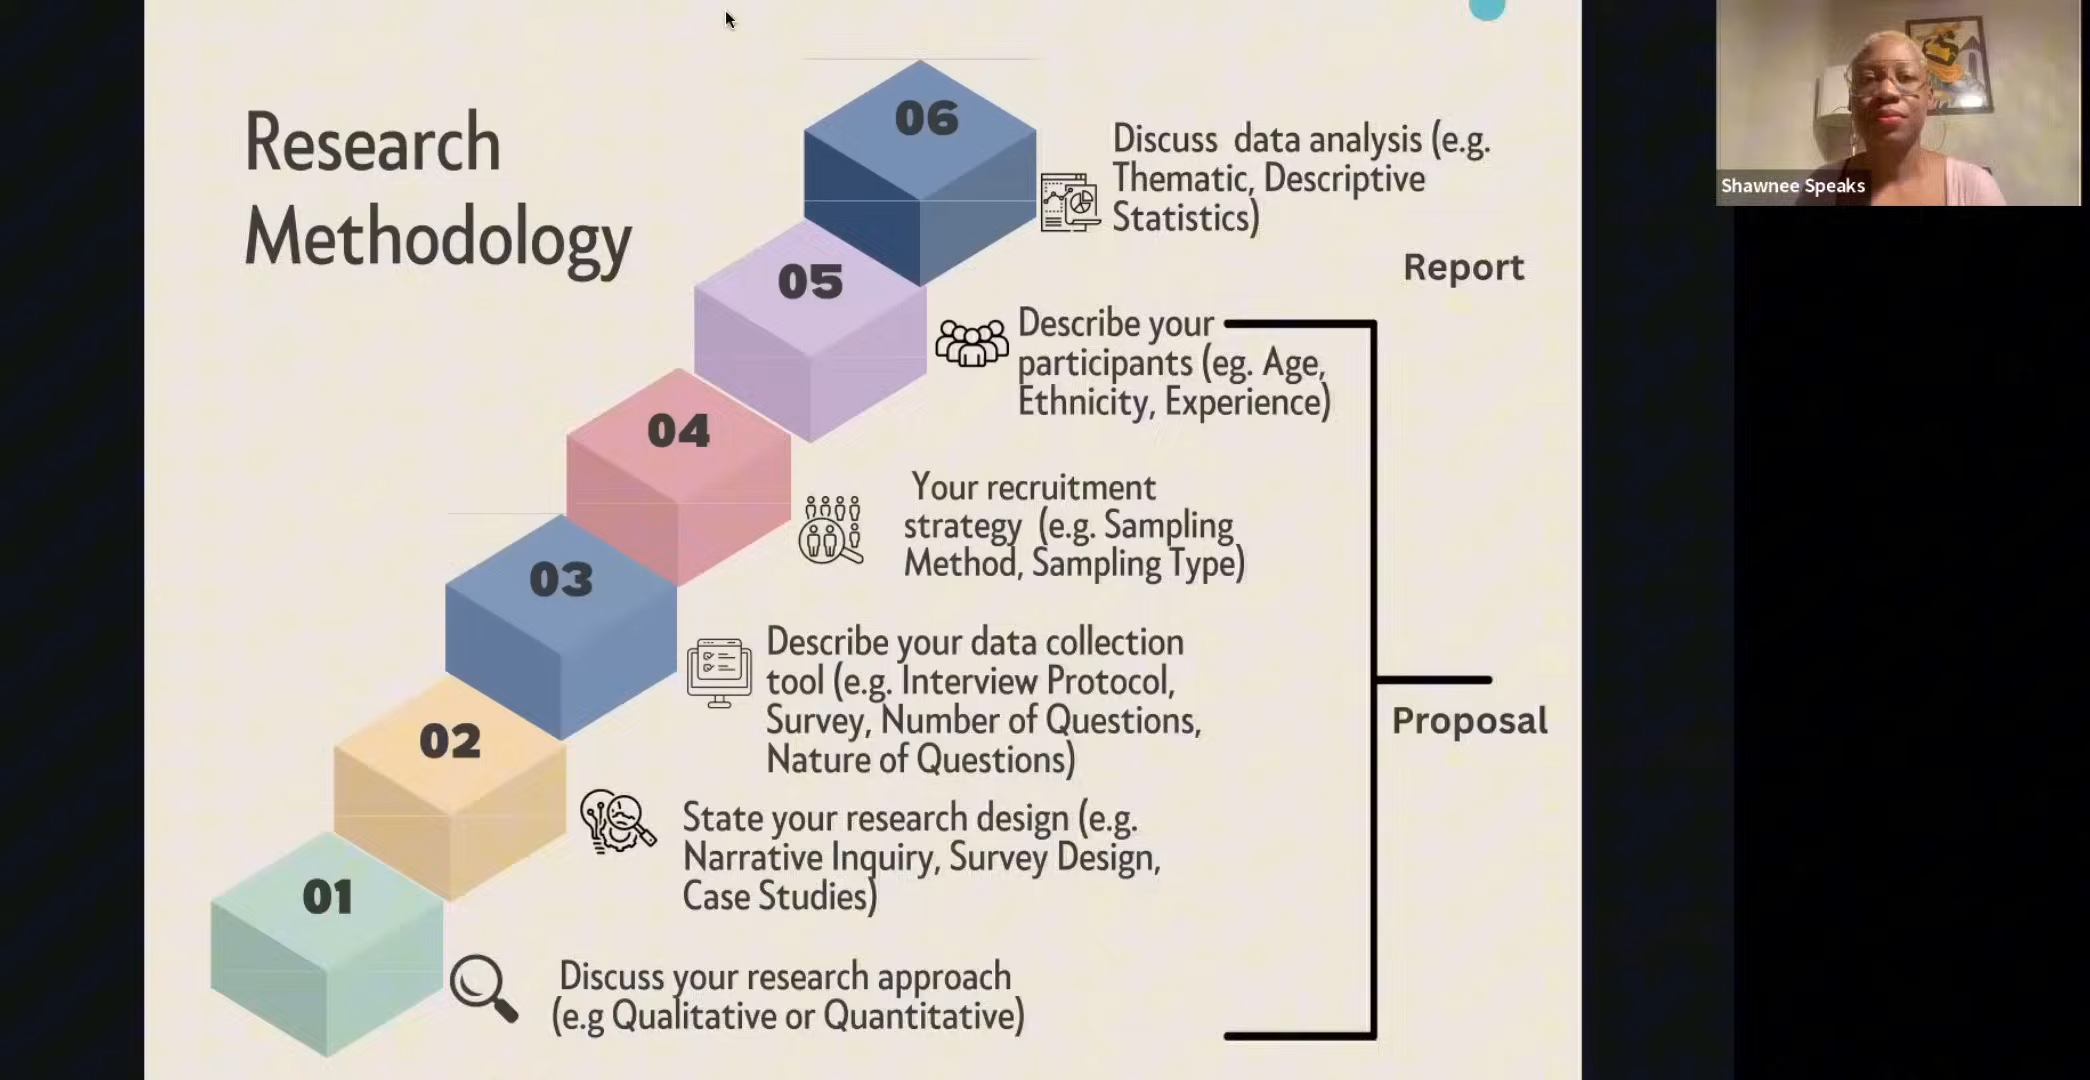 Research
Methodology
06
Discuss  data analysis (e.g.
Thematic, Descriptive
Statistics)
Report
05
Describe your
participants (eg. Age,
Ethnicity, Experience)
04
Your recruitment
strategy  (e.g. Sampling
Method, Sampling Type)
03
Describe your data collection
tool (e.g. Interview Protocol,
Survey, Number of Questions,
Nature of Questions)
Proposal
02
State your research design (e.g.
Narrative Inquiry, Survey Design,
Case Studies)
01
Discuss your research approach
(e.g Qualitative or Quantitative)
Shawnee Speaks